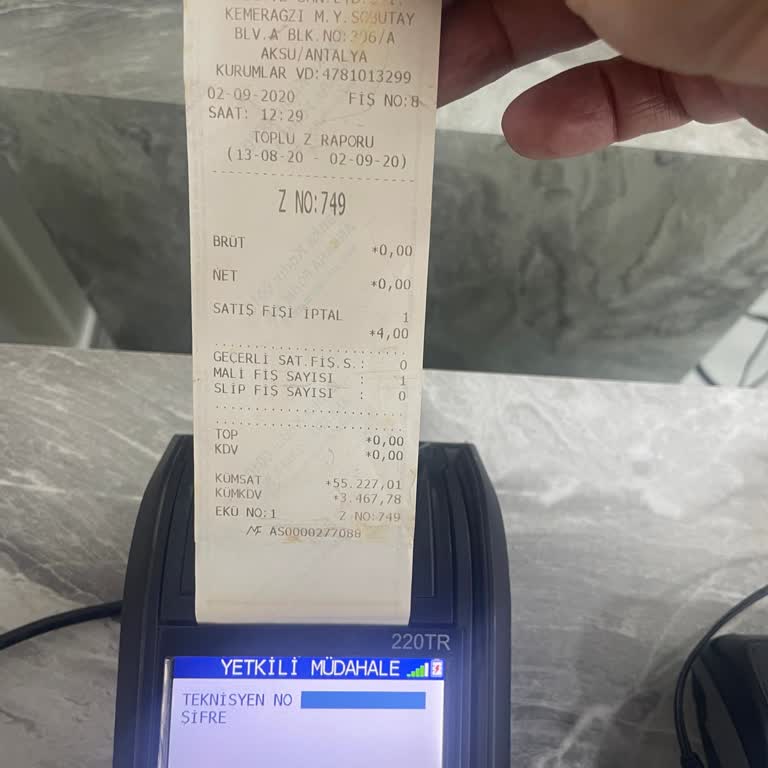 KEMERAGZI M.Y. SOBUTAY
BLV.A BLK.NO:306/A
AKSU/ANTALYA
KURUMLAR VD:4781013299
02-09-2020 FİŞ NO:8
SAAT: 12:29
TOPLU Z RAPORU
(13-08-20 - 02-09-20)
Z NO:749
BRÜT *0,00
NET *0,00
SATIŞ FİŞİ İPTAL 1
*4,00
GEÇERLİ SAT.FİŞ.S.: 0
MALİ FİŞ SAYISI : 1
SLİP FİŞ SAYISI : 0
TOP *0,00
KDV *0,00
KÜMSAT *55.227,01
KÜMKDV *3.467,78
EKÜ NO:1 Z NO:749
MF AS0000277088
220TR
YETKİLİ MÜDAHALE
TEKNİSYEN NO
ŞİFRE